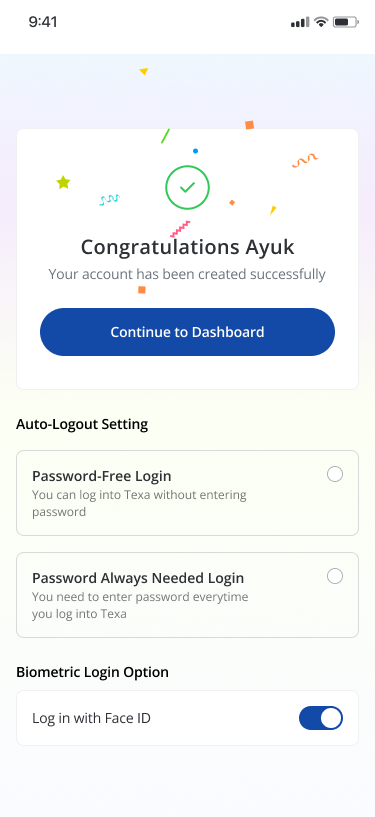 9:41
Congratulations Ayuk
Your account has been created successfully
Continue to Dashboard
Auto-Logout Setting
Password-Free Login
You can log into Texa without entering
password
Password Always Needed Login
You need to enter password everytime
you log into Texa
Biometric Login Option
Log in with Face ID